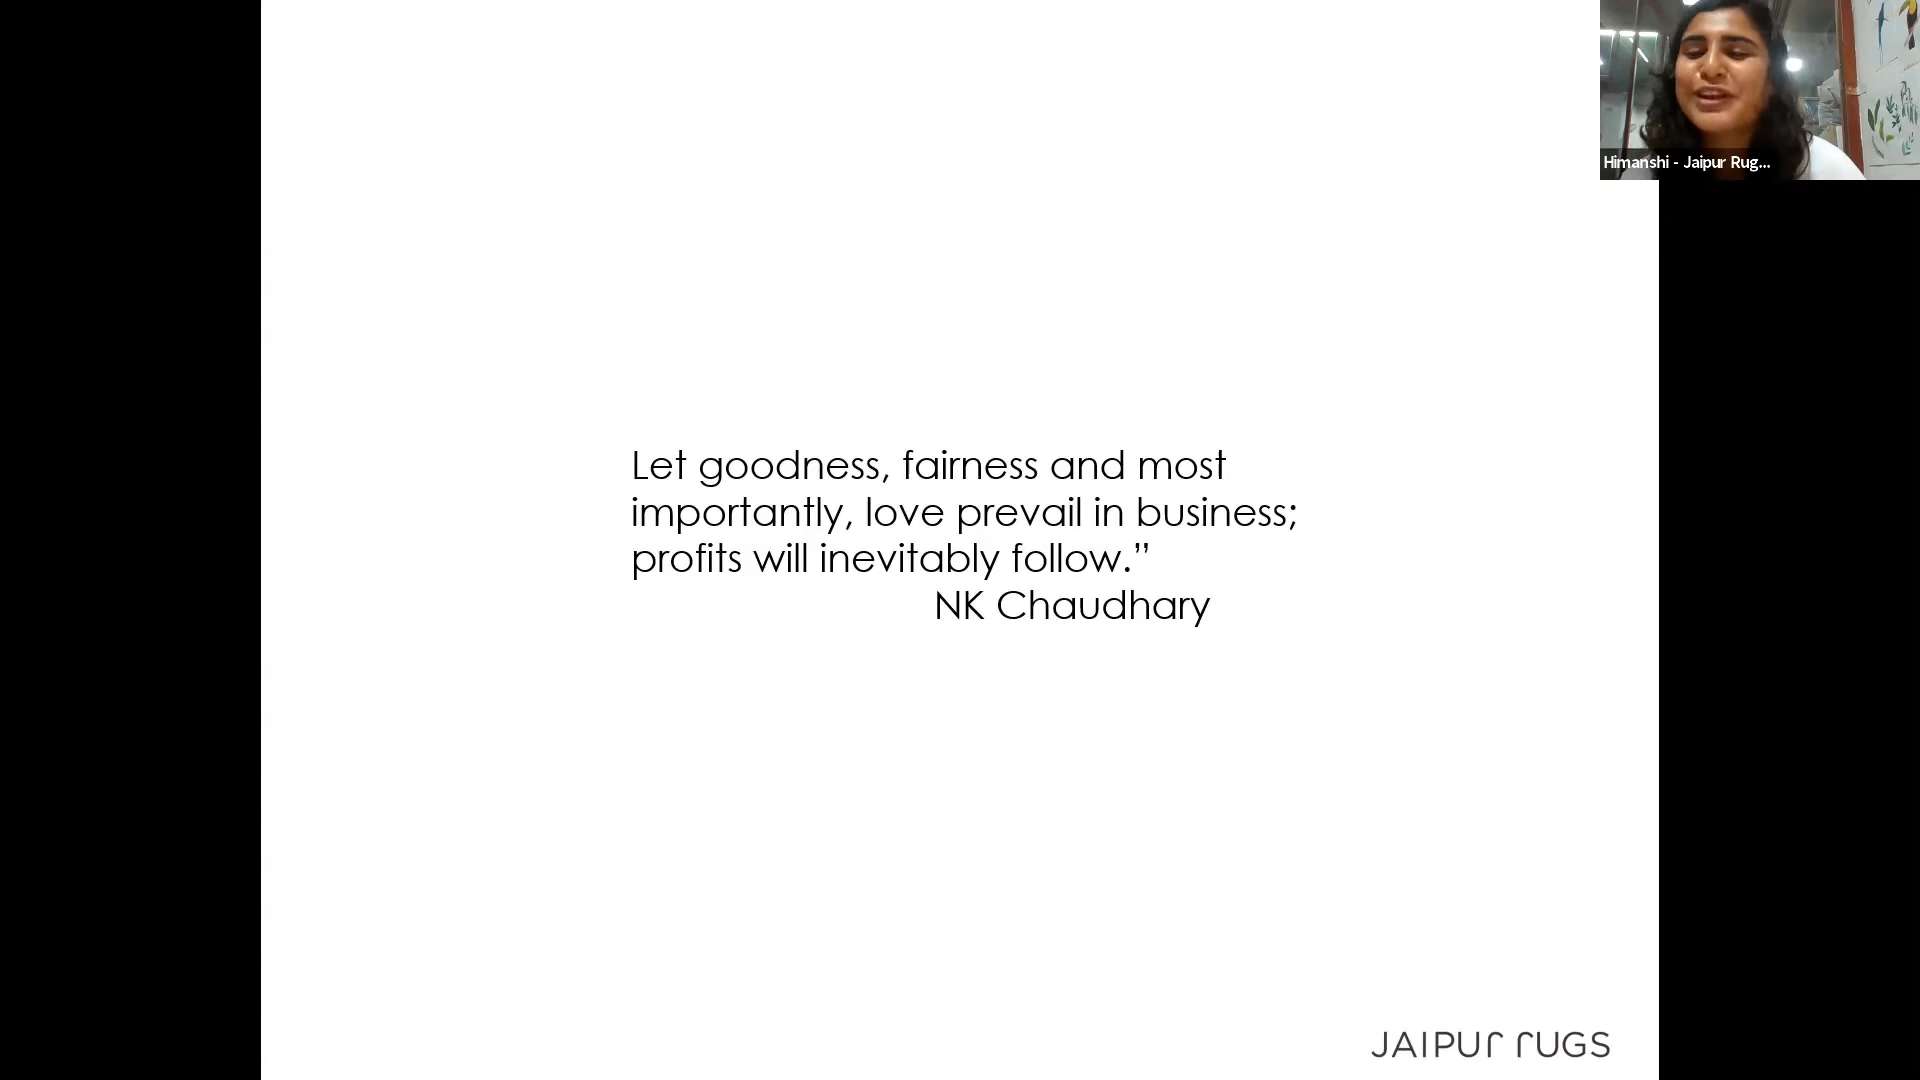 Himanshi - Jaipur Rug...
Let goodness, fairness and most
importantly, love prevail in business;
profits will inevitably follow.”
NK Chaudhary
JAIPUr rUGS